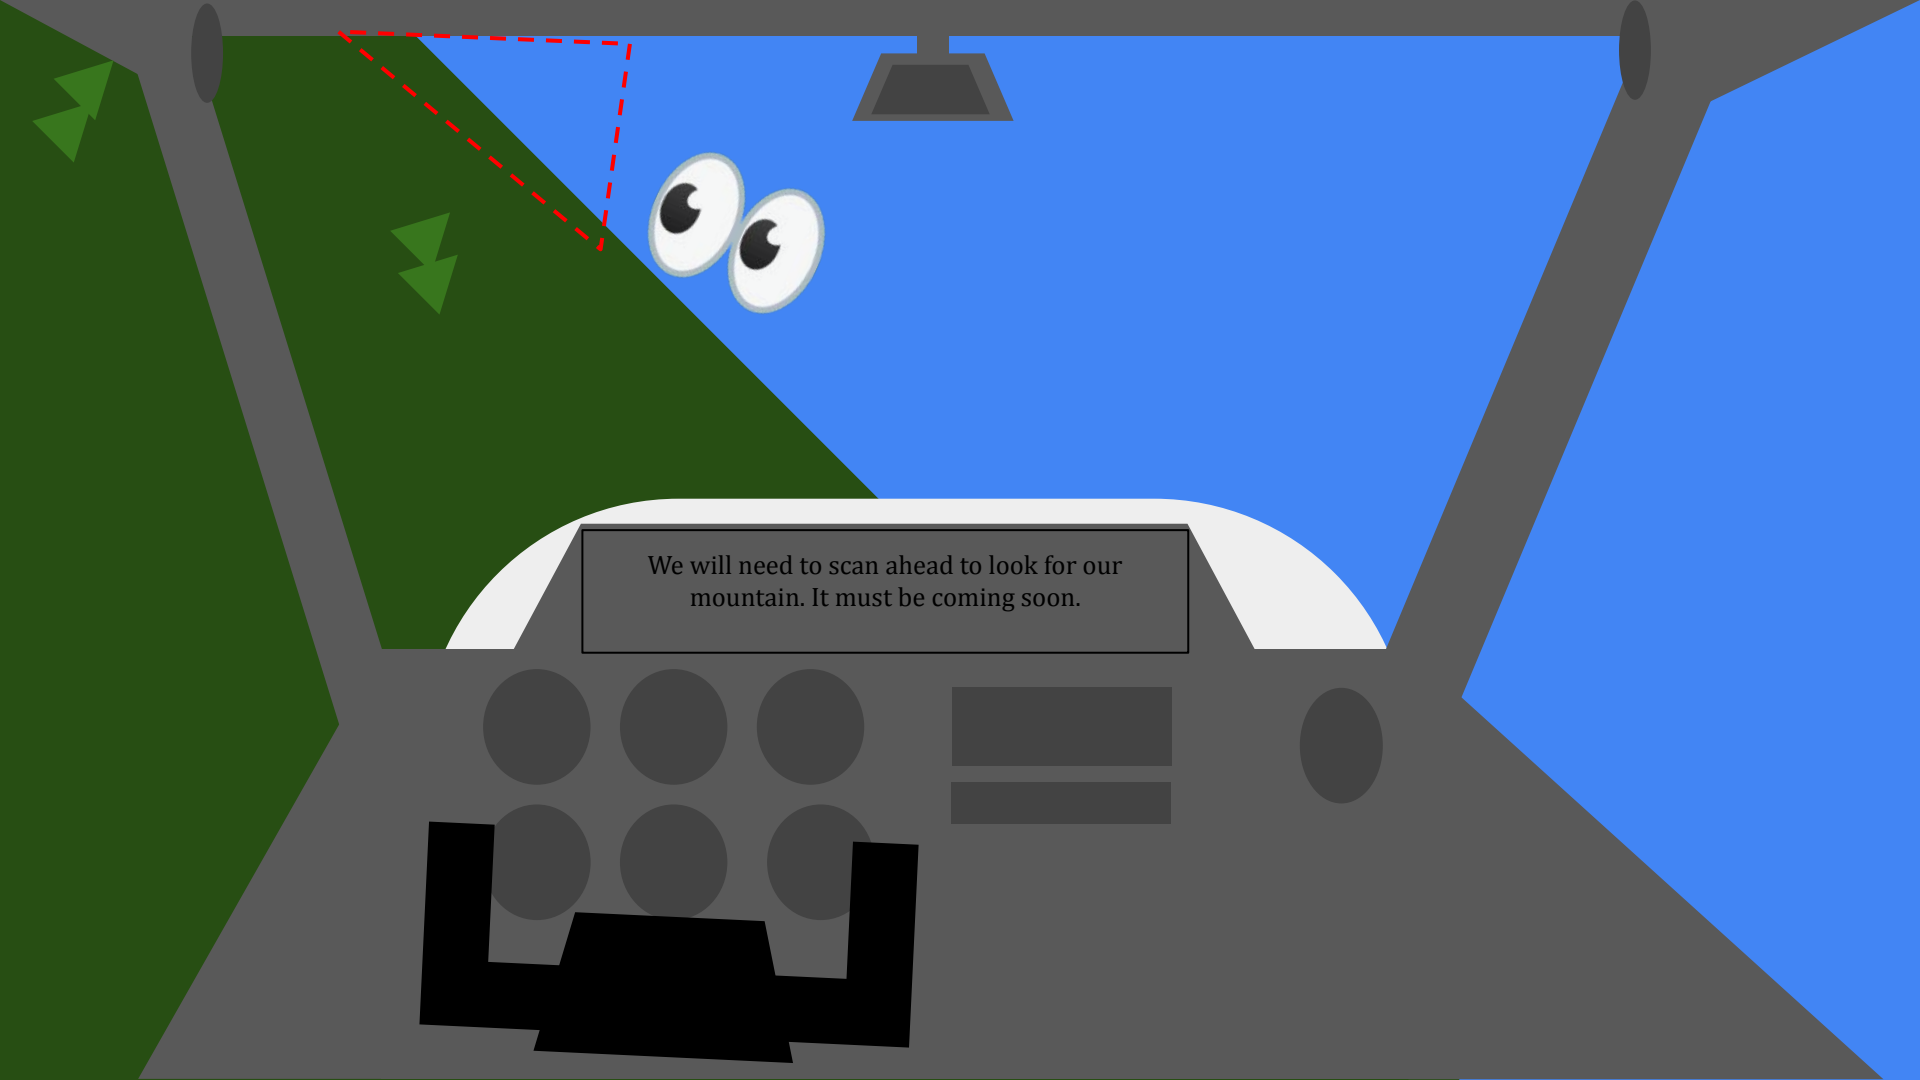 We will need to scan ahead to look for our
mountain. It must be coming soon.